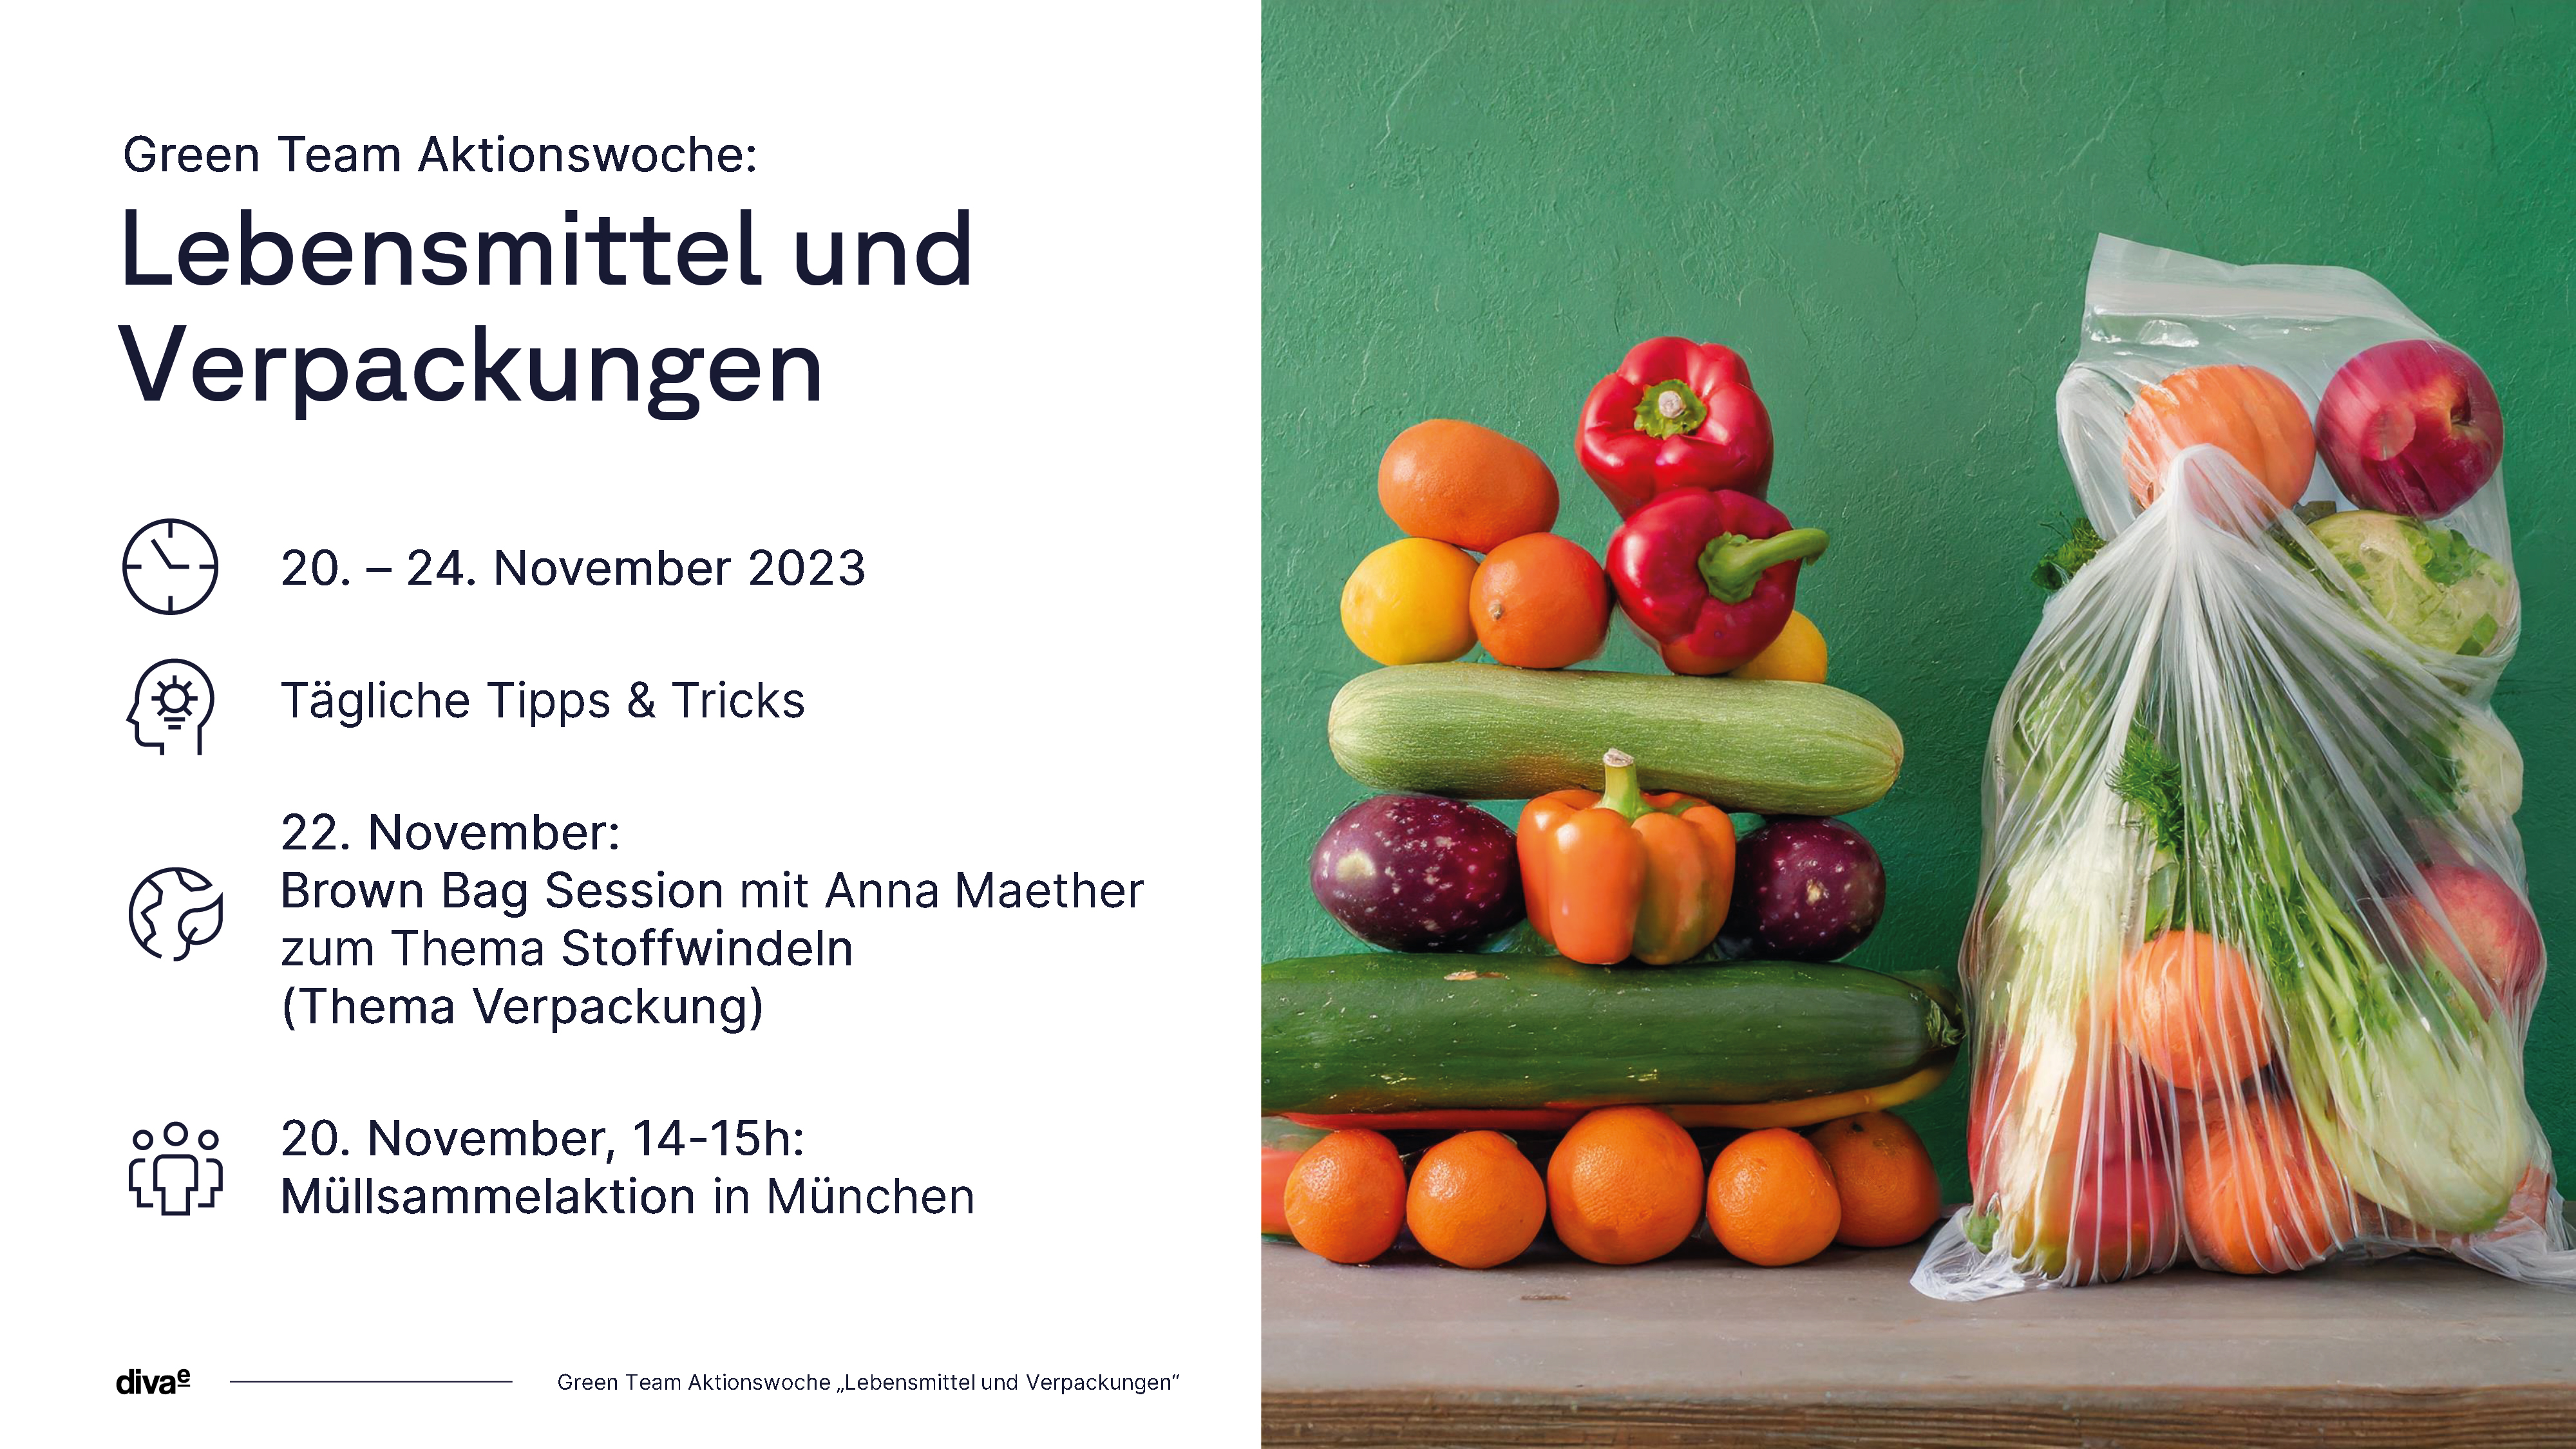 Green Team Aktionswoche:
Lebensmittel und
Verpackungen
20. – 24. November 2023
Tägliche Tipps & Tricks
22. November:
Brown Bag Session mit Anna Maether
zum Thema Stoffwindeln
(Thema Verpackung)
20. November, 14-15h:
Müllsammelaktion in München
divae
Green Team Aktionswoche „Lebensmittel und Verpackungen“